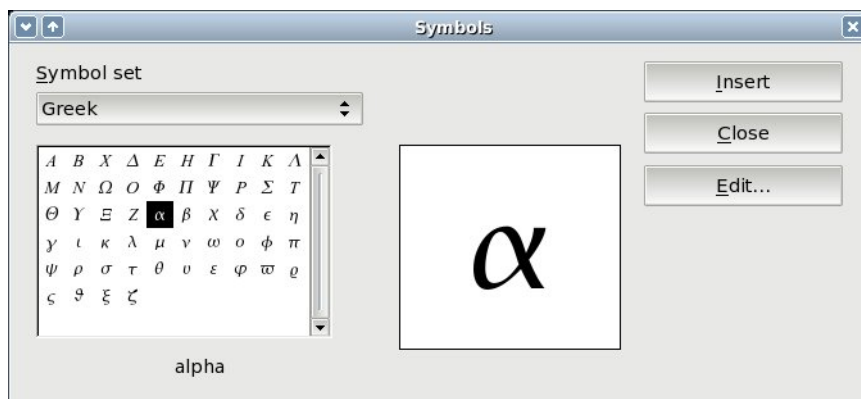 Symbols
Symbol set
Greek
Α Β Χ Δ Ε Η Γ Ι Κ Λ
Μ Ν Ω Ο Φ Π Ψ Ρ Σ Τ
Θ Υ Ξ Ζ α β χ δ ϵ η
γ ι κ λ μ ν ω ο ϕ π
ψ ρ σ τ θ υ ε φ ϖ ϱ
ς ϑ ξ ζ
alpha
α
Insert
Close
Edit...